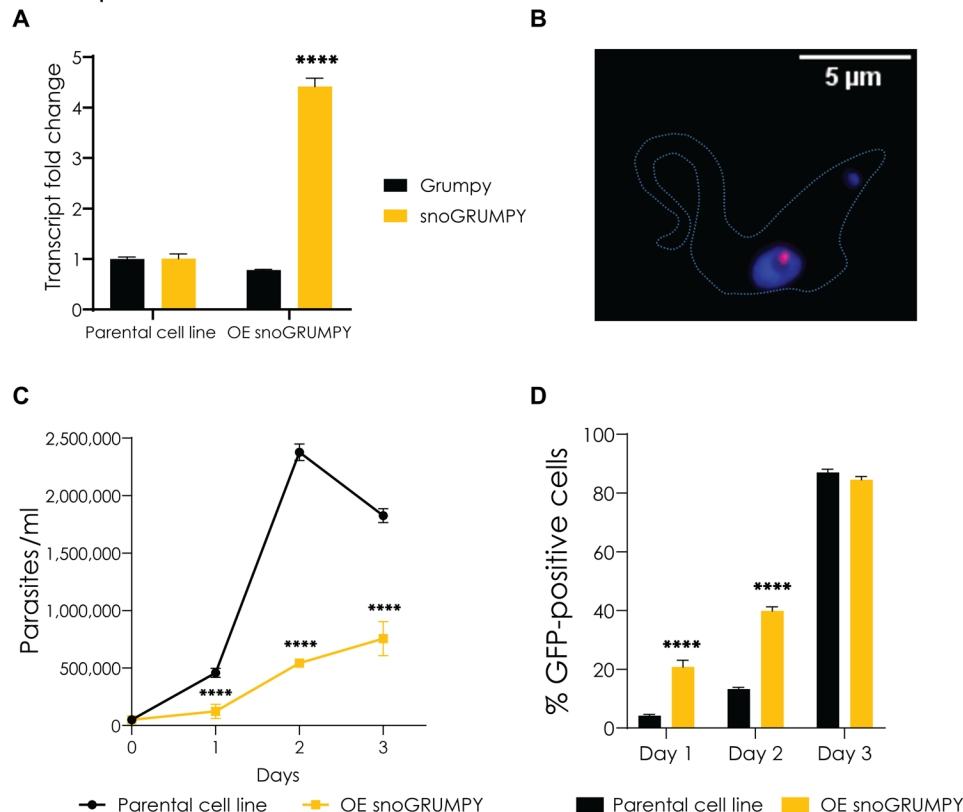 A
Transcript fold change
5
4
3
2
1
0
****
Parental cell line
OE snoGRUMPY
Grumpy
snoGRUMPY
B
5 µm
C
Parasites/ml
2,500,000
2,000,000
1,500,000
1,000,000
500,000
0
****
****
****
0 1 2 3
Days
Parental cell line OE snoGRUMPY
D
% GFP-positive cells
100
80
60
40
20
0
****
****
Day 1 Day 2 Day 3
Parental cell line OE snoGRUMPY